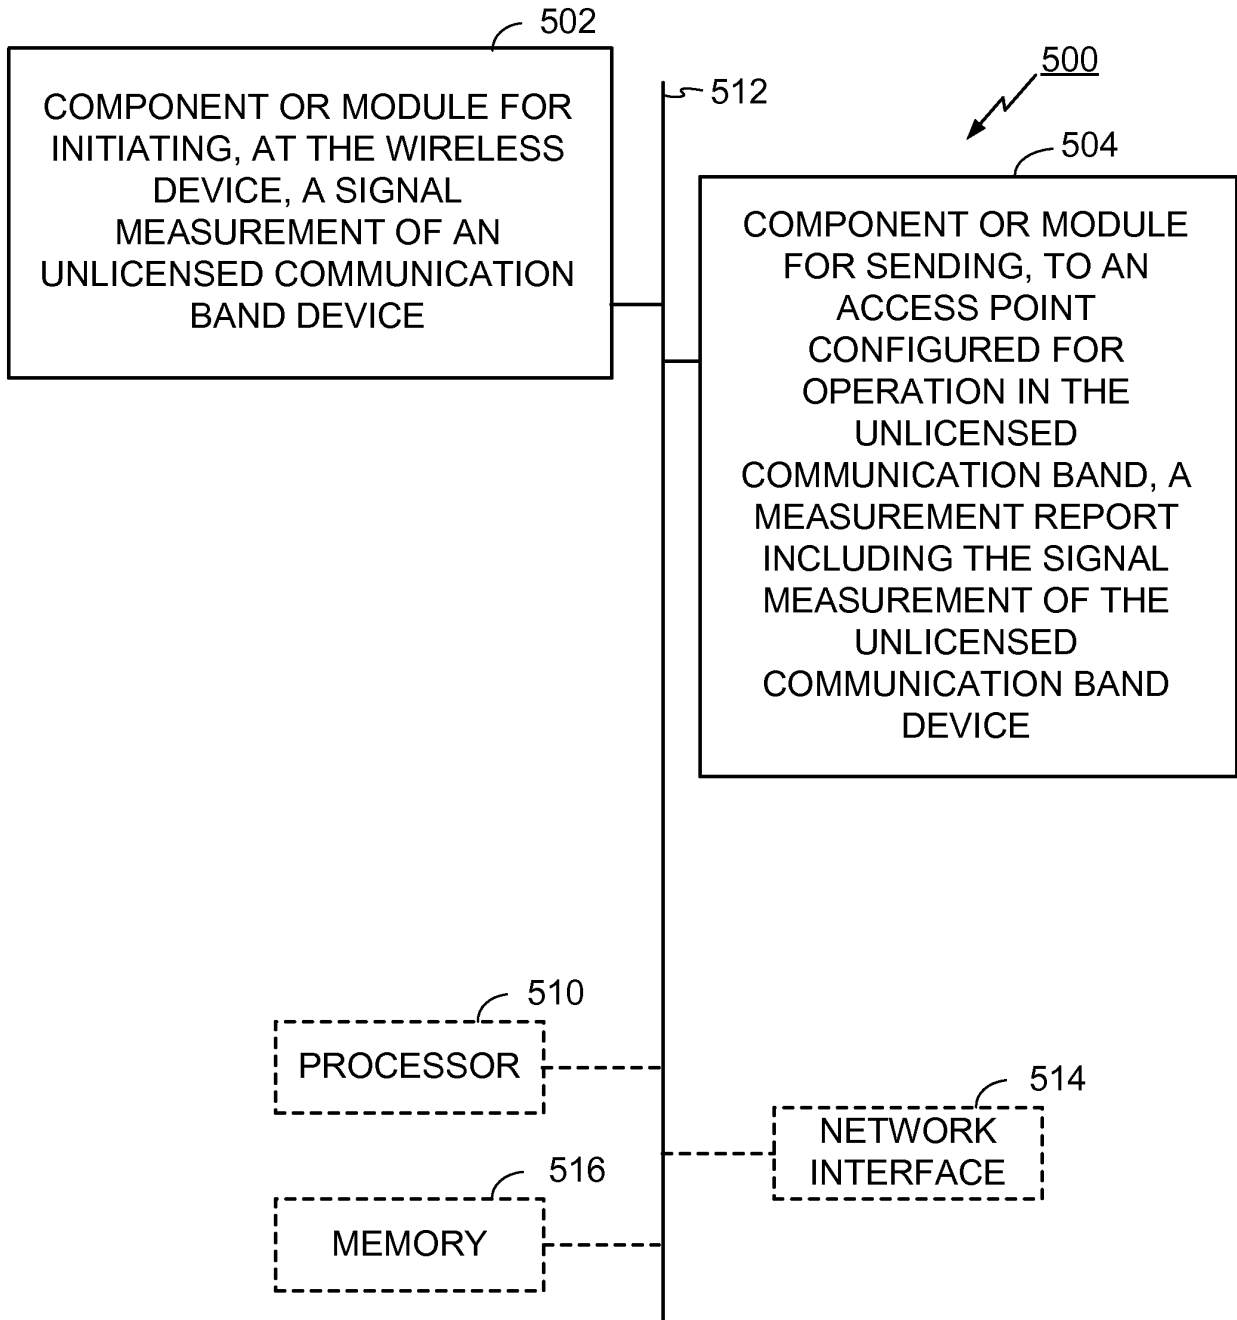 502
COMPONENT OR MODULE FOR
INITIATING, AT THE WIRELESS
DEVICE, A SIGNAL
MEASUREMENT OF AN
UNLICENSED COMMUNICATION
BAND DEVICE
512
500
504
COMPONENT OR MODULE
FOR SENDING, TO AN
ACCESS POINT
CONFIGURED FOR
OPERATION IN THE
UNLICENSED
COMMUNICATION BAND, A
MEASUREMENT REPORT
INCLUDING THE SIGNAL
MEASUREMENT OF THE
UNLICENSED
COMMUNICATION BAND
DEVICE
510
PROCESSOR
514
NETWORK
INTERFACE
516
MEMORY